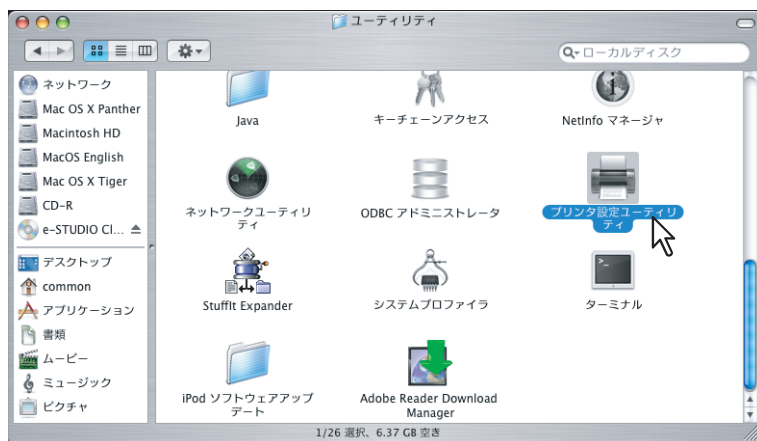 ユーティリティ
ローカルディスク
ネットワーク
Mac OS X Panther
Macintosh HD
MacOS English
Mac OS X Tiger
CD-R
e-STUDIO Cl...
デスクトップ
common
アプリケーション
書類
ムービー
ミュージック
ピクチャ
Java
キーチェーンアクセス
NetInfo マネージャ
ネットワークユーティリ
ティ
ODBC アドミニストレータ
プリンタ設定ユーティリ
ティ
StuffIt Expander
システムプロファイラ
ターミナル
iPod ソフトウェアアップ
デート
Adobe Reader Download
Manager
1/26 選択、6.37 GB 空き